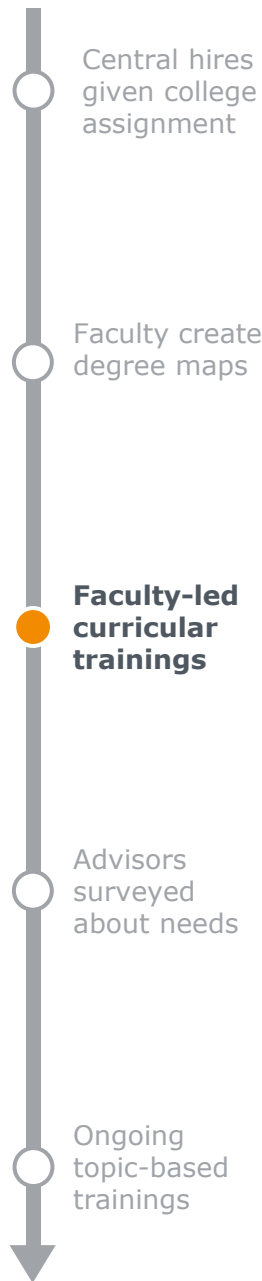 Central hires
given college
assignment
Faculty create
degree maps
Faculty-led
curricular
trainings
Advisors
surveyed
about needs
Ongoing
topic-based
trainings